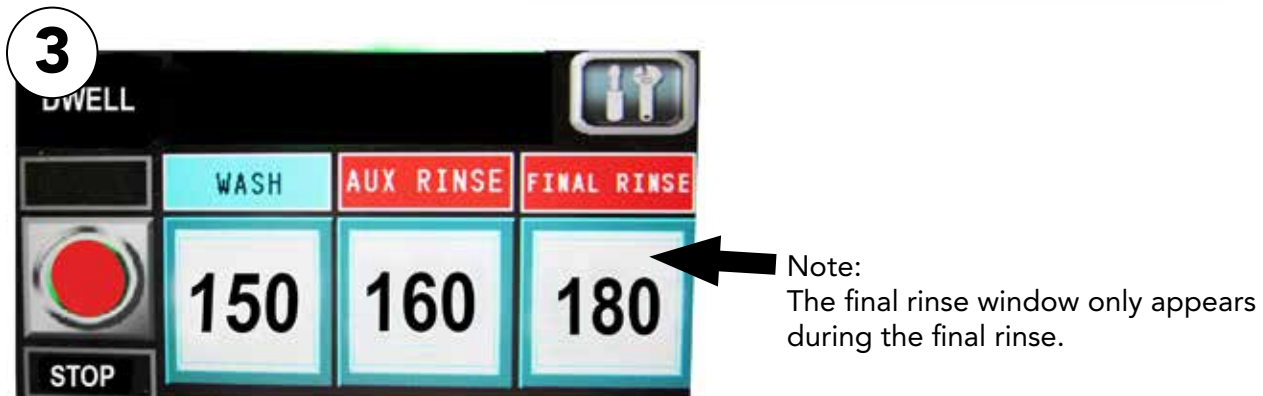 3
DWELL
WASH
AUX RINSE
FINAL RINSE
150
160
180
STOP
Note:
The final rinse window only appears
during the final rinse.